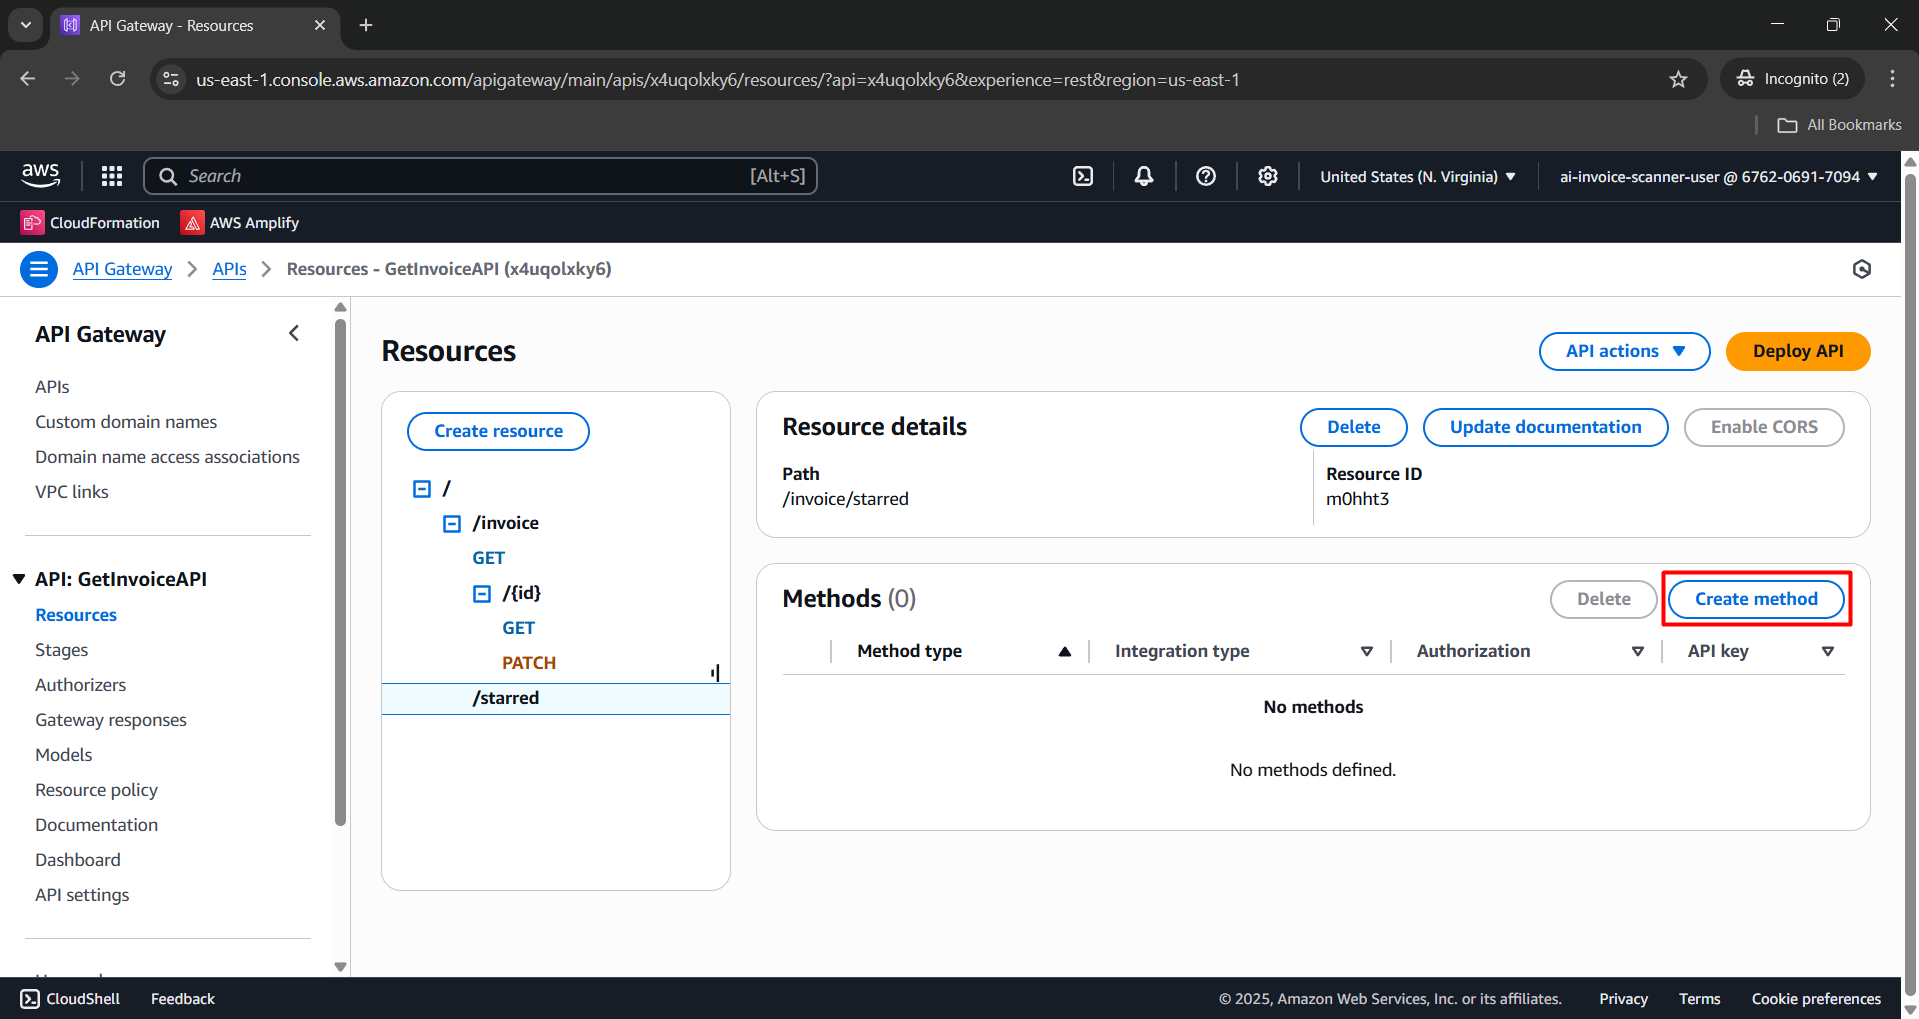 API Gateway - Resources
us-east-1.console.aws.amazon.com/apigateway/main/apis/x4uqolxky6/resources/?api=x4uqolxky6&experience=rest&region=us-east-1
Incognito (2)
All Bookmarks
aws
Search
[Alt+S]
United States (N. Virginia)
ai-invoice-scanner-user @ 6762-0691-7094
CloudFormation
AWS Amplify
API Gateway
APIs
Resources - GetInvoiceAPI (x4uqolxky6)
API Gateway
APIs
Custom domain names
Domain name access associations
VPC links
API: GetInvoiceAPI
Resources
Stages
Authorizers
Gateway responses
Models
Resource policy
Documentation
Dashboard
API settings
Resources
API actions
Deploy API
Create resource
/
/invoice
GET
/{id}
GET
PATCH
/starred
Resource details
Delete
Update documentation
Enable CORS
Path
/invoice/starred
Resource ID
m0hht3
Methods (0)
Delete
Create method
Method type
Integration type
Authorization
API key
No methods
No methods defined.
CloudShell
Feedback
© 2025, Amazon Web Services, Inc. or its affiliates.
Privacy
Terms
Cookie preferences